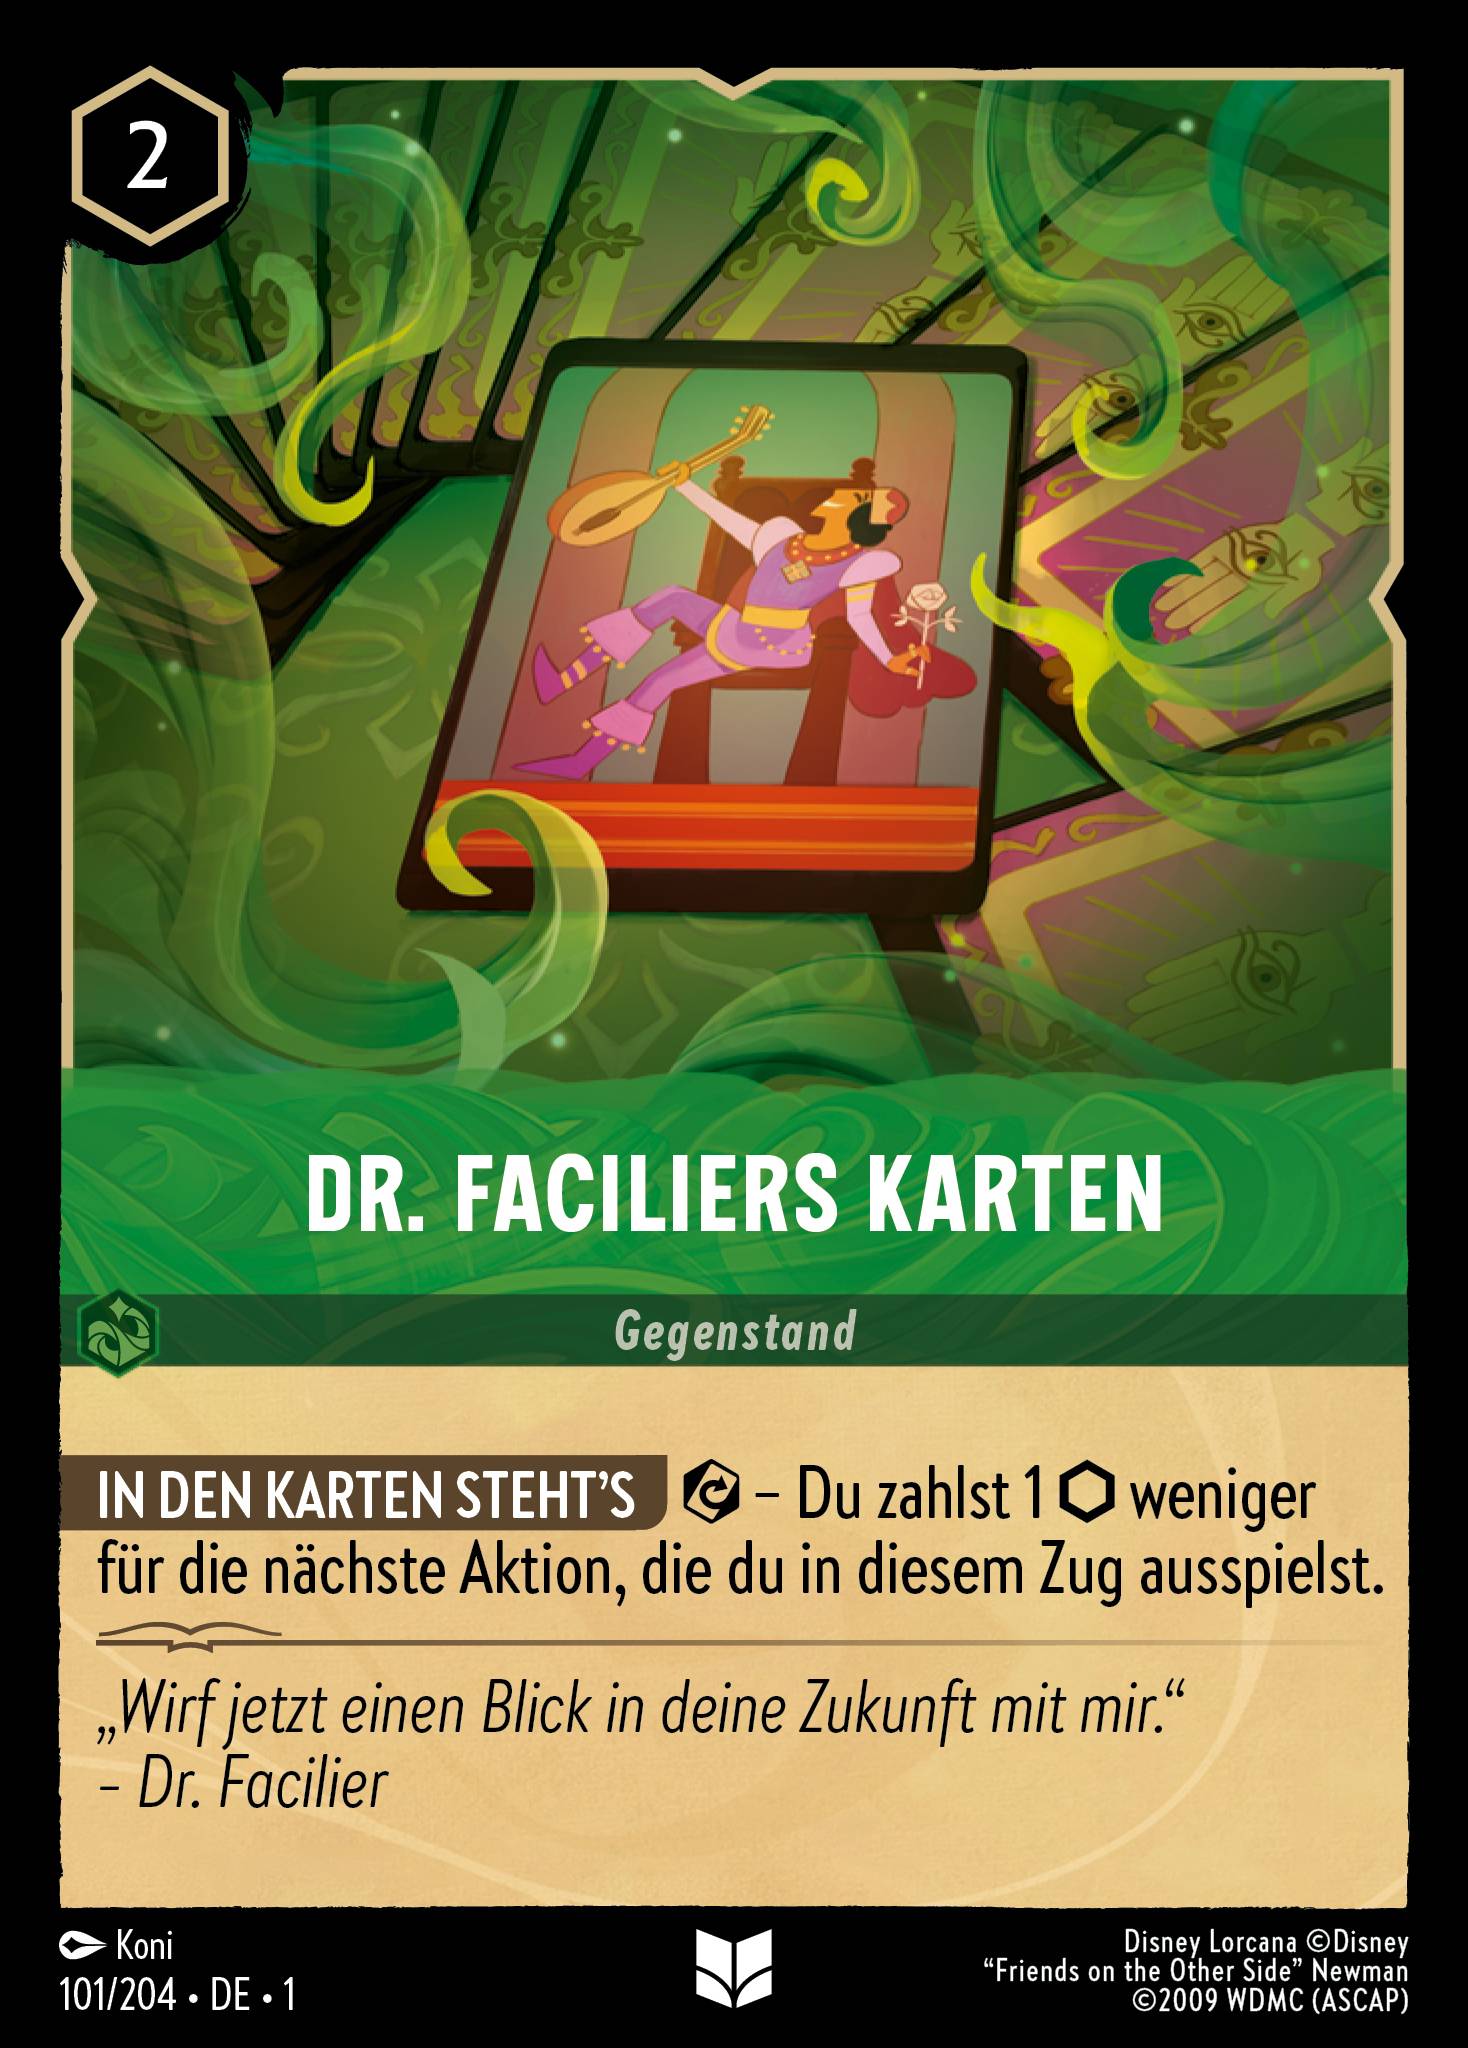 2
DR. FACILIERS KARTEN
Gegenstand
IN DEN KARTEN STEHT’S – Du zahlst 1 weniger
für die nächste Aktion, die du in diesem Zug ausspielst.
„Wirf jetzt einen Blick in deine Zukunft mit mir.“
– Dr. Facilier
Koni
101/204 • DE • 1
Disney Lorcana ©Disney
“Friends on the Other Side” Newman
©2009 WDMC (ASCAP)